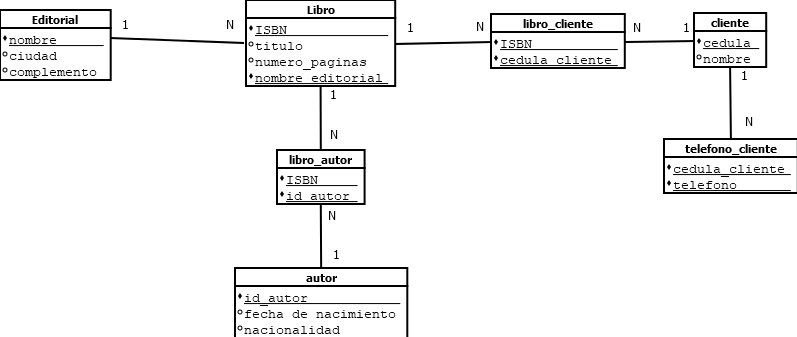 Editorial
nombre
ciudad
complemento
1
N
Libro
ISBN
titulo
numero_paginas
nombre_editorial
1
N
libro_cliente
ISBN
cedula_cliente
N
1
cliente
cedula
nombre
1
N
telefono_cliente
cedula_cliente
telefono
1
N
libro_autor
ISBN
id_autor
N
1
autor
id_autor
fecha de nacimiento
nacionalidad